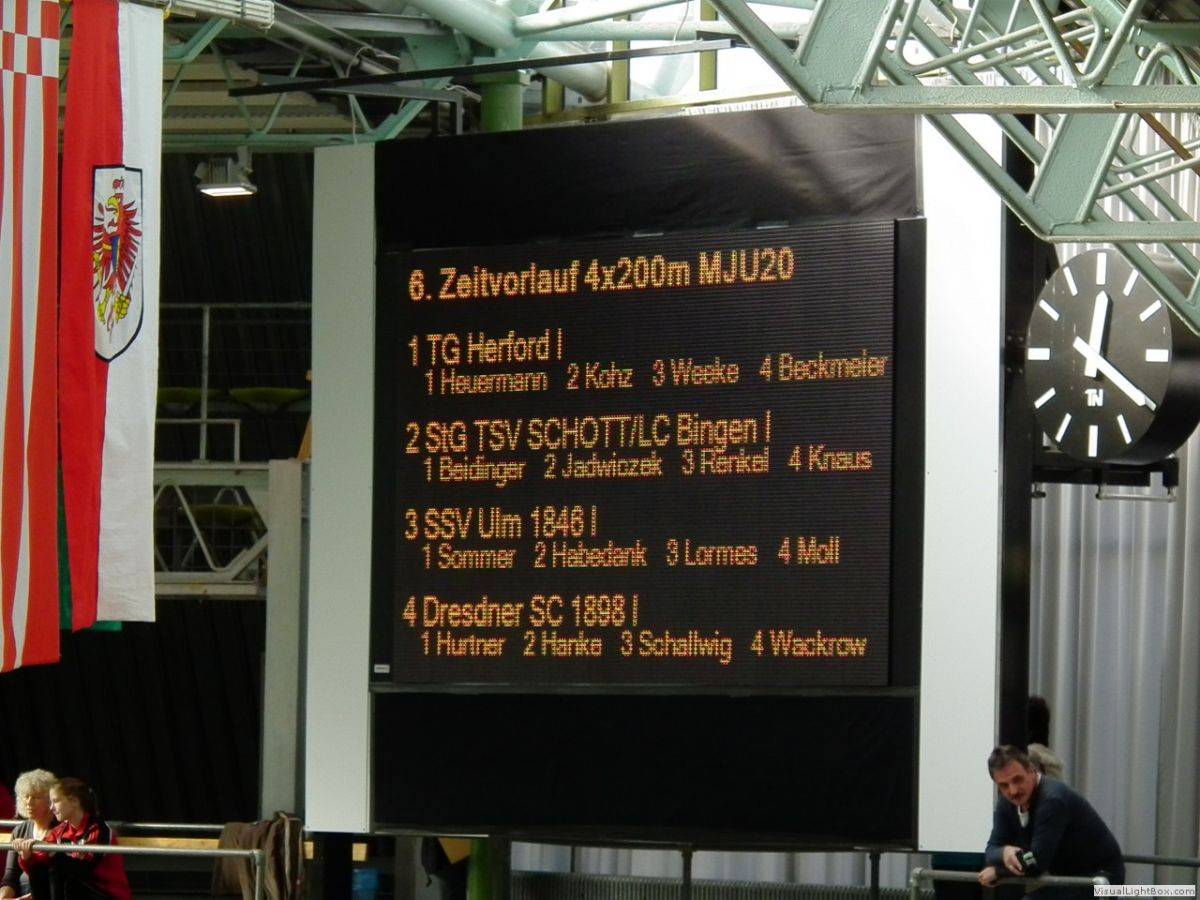 6. Zeitvorlauf 4x200m MJU20
1 TG Herford I
1 Heuermann 2 Kohz 3 Weeke 4 Beckmeier
2 StG TSV SCHOTT/LC Bingen I
1 Beidinger 2 Jadwiczak 3 Renkel 4 Knaus
3 SSV Ulm 1846 I
1 Sommer 2 Habedank 3 Lormes 4 Moll
4 Dresdner SC 1898 I
1 Hurtner 2 Hanke 3 Schallwig 4 Wackrow
TN
VisualLightBox.com